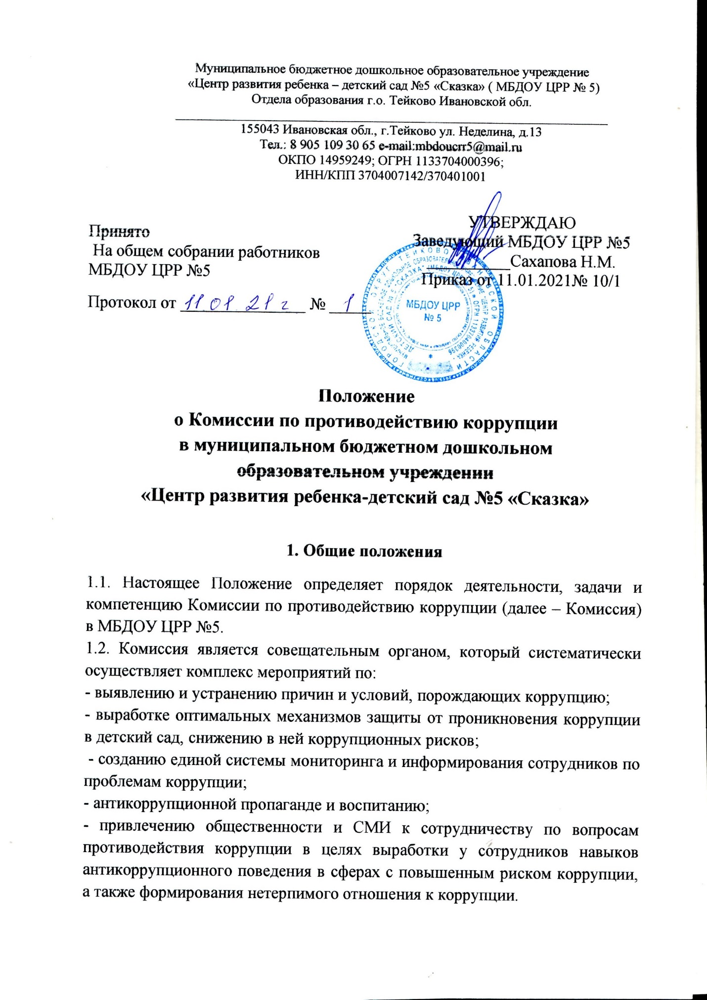 Муниципальное бюджетное дошкольное образовательное учреждение
«Центр развития ребенка – детский сад №5 «Сказка» ( МБДОУ ЦРР № 5)
Отдела образования г.о. Тейково Ивановской обл.
155043 Ивановская обл., г.Тейково ул. Неделина, д.13
Тел.: 8 905 109 30 65 e-mail:mbdoucrr5@mail.ru
ОКПО 14959249; ОГРН 1133704000396;
ИНН/КПП 3704007142/370401001
Принято
На общем собрании работников
МБДОУ ЦРР №5
Протокол от 11 01 21 г № 1
УТВЕРЖДАЮ
Заведующий МБДОУ ЦРР №5
Сахапова Н.М.
Приказ от 11.01.2021№ 10/1
МБДОУ ЦРР
№ 5
Положение
о Комиссии по противодействию коррупции
в муниципальном бюджетном дошкольном
образовательном учреждении
«Центр развития ребенка-детский сад №5 «Сказка»
1. Общие положения
1.1. Настоящее Положение определяет порядок деятельности, задачи и
компетенцию Комиссии по противодействию коррупции (далее – Комиссия)
в МБДОУ ЦРР №5.
1.2. Комиссия является совещательным органом, который систематически
осуществляет комплекс мероприятий по:
- выявлению и устранению причин и условий, порождающих коррупцию;
- выработке оптимальных механизмов защиты от проникновения коррупции
в детский сад, снижению в ней коррупционных рисков;
- созданию единой системы мониторинга и информирования сотрудников по
проблемам коррупции;
- антикоррупционной пропаганде и воспитанию;
- привлечению общественности и СМИ к сотрудничеству по вопросам
противодействия коррупции в целях выработки у сотрудников навыков
антикоррупционного поведения в сферах с повышенным риском коррупции,
а также формирования нетерпимого отношения к коррупции.